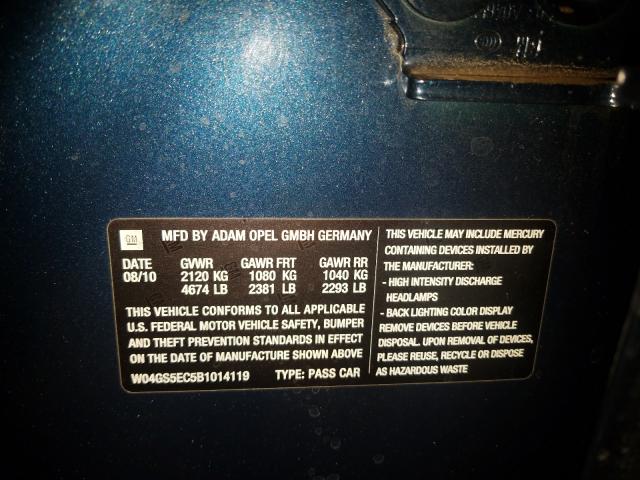 GM
MFD BY ADAM OPEL GMBH GERMANY
DATE GVWR GAWR FRT GAWR RR
08/10 2120 KG 1080 KG 1040 KG
4674 LB 2381 LB 2293 LB
THIS VEHICLE CONFORMS TO ALL APPLICABLE
U.S. FEDERAL MOTOR VEHICLE SAFETY, BUMPER
AND THEFT PREVENTION STANDARDS IN EFFECT
ON THE DATE OF MANUFACTURE SHOWN ABOVE
W04GS5EC5B1014119 TYPE: PASS CAR
THIS VEHICLE MAY INCLUDE MERCURY
CONTAINING DEVICES INSTALLED BY
THE MANUFACTURER:
- HIGH INTENSITY DISCHARGE
HEADLAMPS
- BACK LIGHTING COLOR DISPLAY
REMOVE DEVICES BEFORE VEHICLE
DISPOSAL. UPON REMOVAL OF DEVICES,
PLEASE REUSE, RECYCLE OR DISPOSE
AS HAZARDOUS WASTE